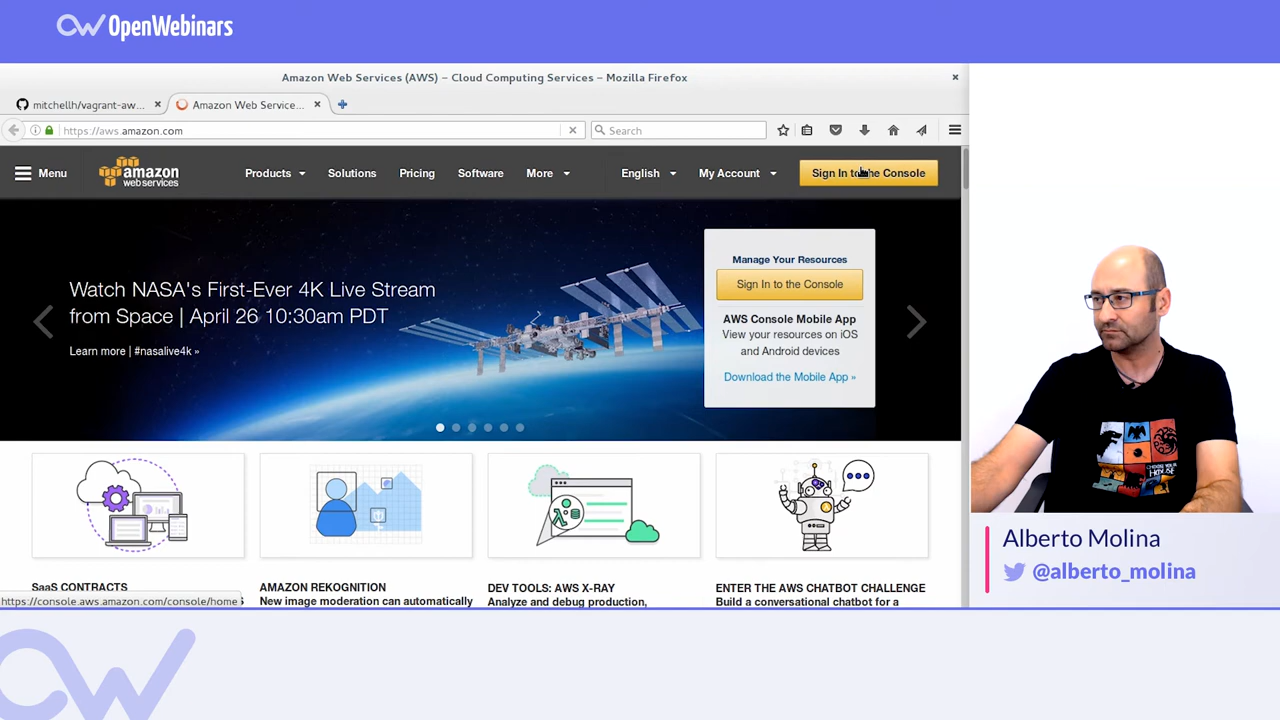 OpenWebinars
Amazon Web Services (AWS) – Cloud Computing Services – Mozilla Firefox
mitchellh/vagrant-aw...
Amazon Web Service...
https://aws.amazon.com
Search
Menu
amazon
web services
Products
Solutions
Pricing
Software
More
English
My Account
Sign In to the Console
Watch NASA's First-Ever 4K Live Stream
from Space | April 26 10:30am PDT
Learn more | #nasalive4k »
Manage Your Resources
Sign In to the Console
AWS Console Mobile App
View your resources on iOS
and Android devices
Download the Mobile App »
SaaS CONTRACTS
AMAZON REKOGNITION
New image moderation can automatically
DEV TOOLS: AWS X-RAY
Analyze and debug production,
ENTER THE AWS CHATBOT CHALLENGE
Build a conversational chatbot for a
https://console.aws.amazon.com/console/home
CHOOSE YOUR
HOUSE
Alberto Molina
@alberto_molina